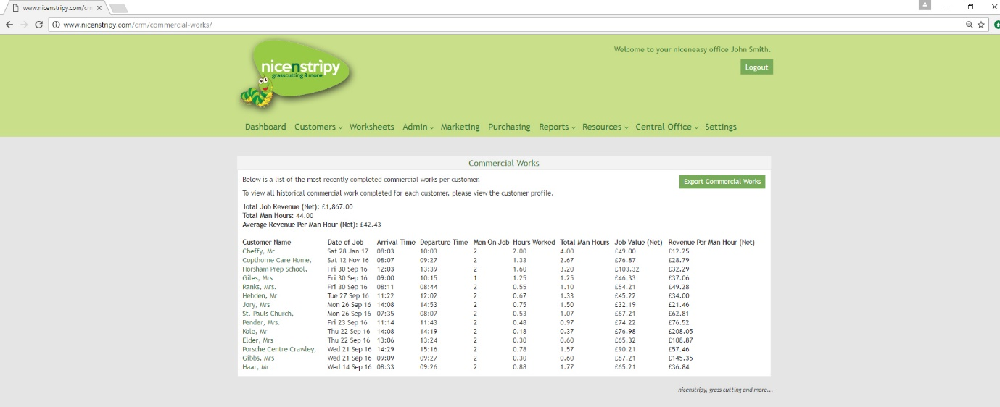 www.nicenstripy.com/crm
www.nicenstripy.com/crm/commercial-works/
nicenstripy
grasscutting & more
Welcome to your niceneasy office John Smith.
Logout
Dashboard Customers Worksheets Admin Marketing Purchasing Reports Resources Central Office Settings
Commercial Works
Below is a list of the most recently completed commercial works per customer.
Export Commercial Works
To view all historical commercial work completed for each customer, please view the customer profile.
Total Job Revenue (Net): £1,867.00
Total Man Hours: 44.00
Average Revenue Per Man Hour (Net): £42.43
Customer Name Date of Job Arrival Time Departure Time Men On Job Hours Worked Total Man Hours Job Value (Net) Revenue Per Man Hour (Net)
Cheffy, Mr Sat 28 Jan 17 08:03 10:03 2 2.00 4.00 £49.00 £12.25
Copthorne Care Home, Sat 12 Nov 16 08:07 09:27 2 1.33 2.67 £76.87 £28.79
Horsham Prep School, Fri 30 Sep 16 12:03 13:39 2 1.60 3.20 £103.32 £32.29
Giles, Mrs Fri 30 Sep 16 09:00 10:15 1 1.25 1.25 £46.33 £37.06
Ranks, Mrs. Fri 30 Sep 16 08:11 08:44 2 0.55 1.10 £54.21 £49.28
Hebden, Mr Tue 27 Sep 16 11:22 12:02 2 0.67 1.33 £45.22 £34.00
Jory, Mrs Mon 26 Sep 16 14:08 14:53 2 0.75 1.50 £32.19 £21.46
St. Pauls Church, Mon 26 Sep 16 07:35 08:07 2 0.53 1.07 £67.21 £62.81
Pender, Mrs. Fri 23 Sep 16 11:14 11:43 2 0.48 0.97 £74.22 £76.52
Kole, Mr Thu 22 Sep 16 14:08 14:19 2 0.18 0.37 £76.98 £208.05
Elder, Mrs Thu 22 Sep 16 13:06 13:24 2 0.30 0.60 £65.32 £108.87
Porsche Centre Crawley, Wed 21 Sep 16 14:29 15:16 2 0.78 1.57 £90.21 £57.46
Gibbs, Mrs Wed 21 Sep 16 09:09 09:27 2 0.30 0.60 £87.21 £145.35
Haar, Mr Wed 14 Sep 16 08:33 09:26 2 0.88 1.77 £65.21 £36.84
nicenstripy, grass cutting and more...